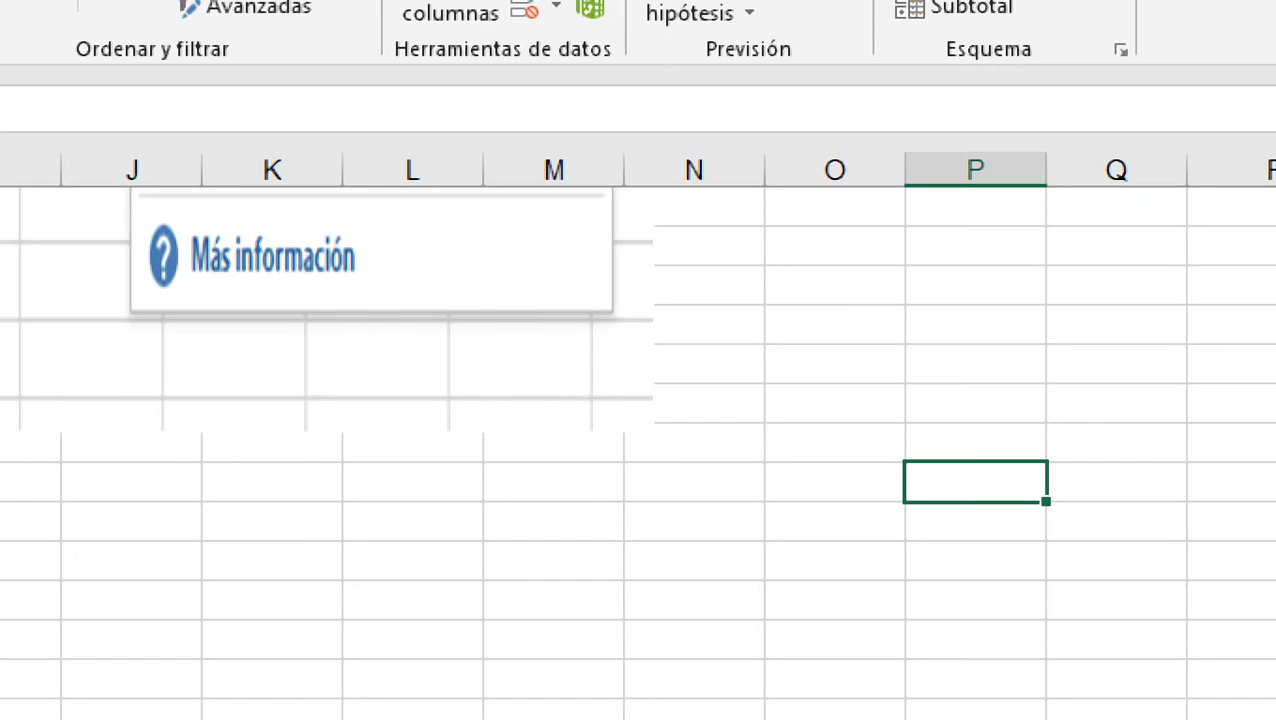 Avanzadas
columnas
hipótesis
Subtotal
Ordenar y filtrar
Herramientas de datos
Previsión
Esquema
J K L M N O P Q
Más información